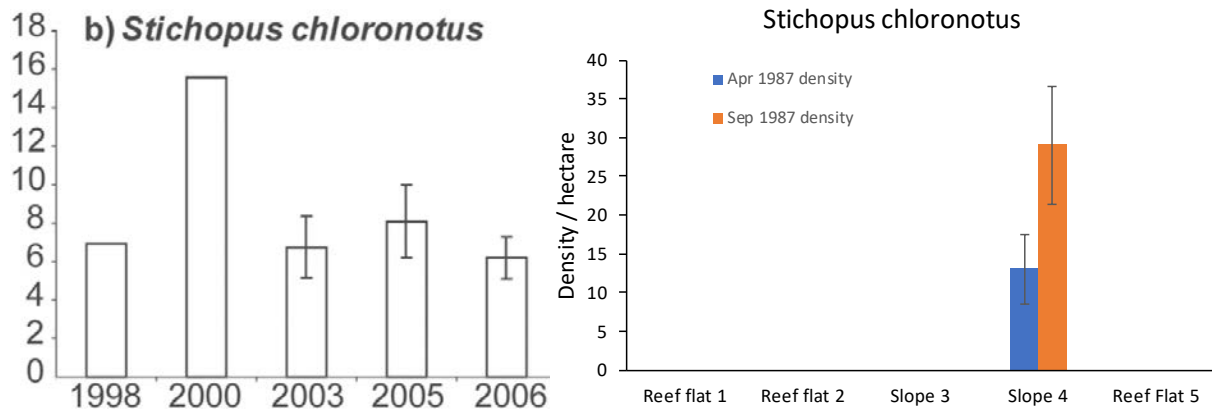 b) Stichopus chloronotus
18
16
14
12
10
8
6
4
2
0
1998 2000 2003 2005 2006
Stichopus chloronotus
Apr 1987 density
Sep 1987 density
Density / hectare
40
35
30
25
20
15
10
5
0
Reef flat 1 Reef flat 2 Slope 3 Slope 4 Reef Flat 5